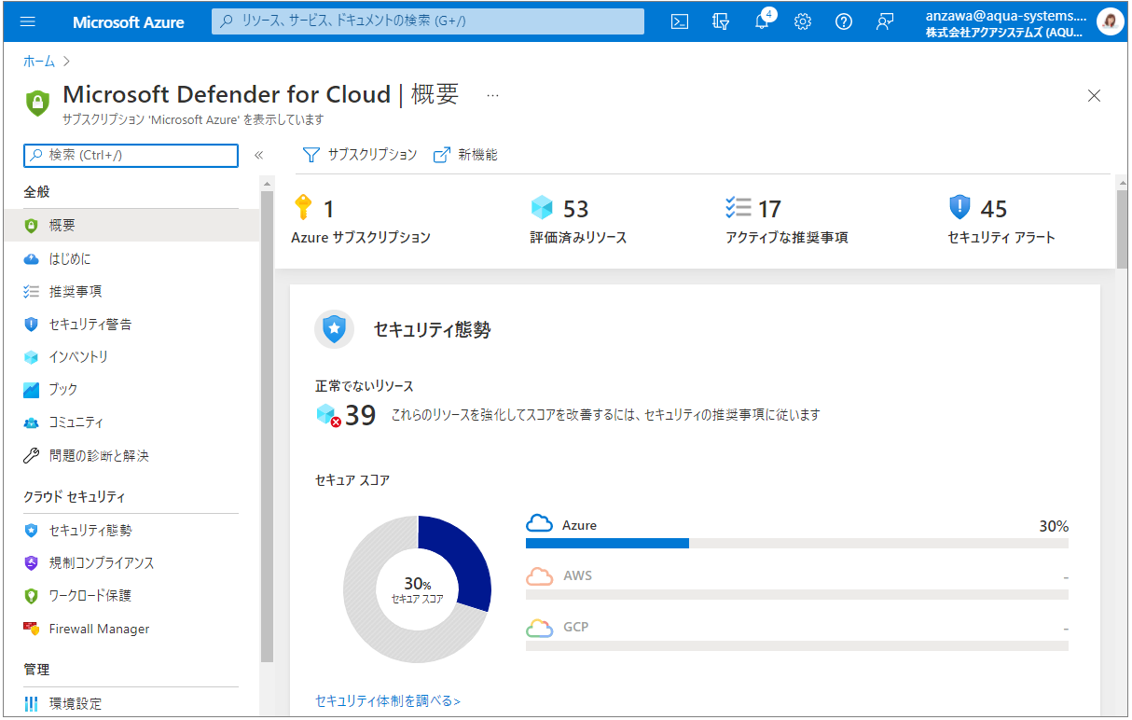 Microsoft Azure
リソース、サービス、ドキュメントの検索 (G+/)
4
anzawa@aqua-systems....
株式会社アクアシステムズ (AQU...
ホーム >
Microsoft Defender for Cloud | 概要 ...
サブスクリプション 'Microsoft Azure' を表示しています
検索 (Ctrl+/)
«
サブスクリプション
新機能
全般
概要
はじめに
推奨事項
セキュリティ警告
インベントリ
ブック
コミュニティ
問題の診断と解決
クラウド セキュリティ
セキュリティ態勢
規制コンプライアンス
ワークロード保護
Firewall Manager
管理
環境設定
1
Azure サブスクリプション
53
評価済みリソース
17
アクティブな推奨事項
45
セキュリティ アラート
セキュリティ態勢
正常でないリソース
39 これらのリソースを強化してスコアを改善するには、セキュリティの推奨事項に従います
セキュア スコア
30%
セキュア スコア
Azure 30%
AWS -
GCP -
セキュリティ体制を調べる>